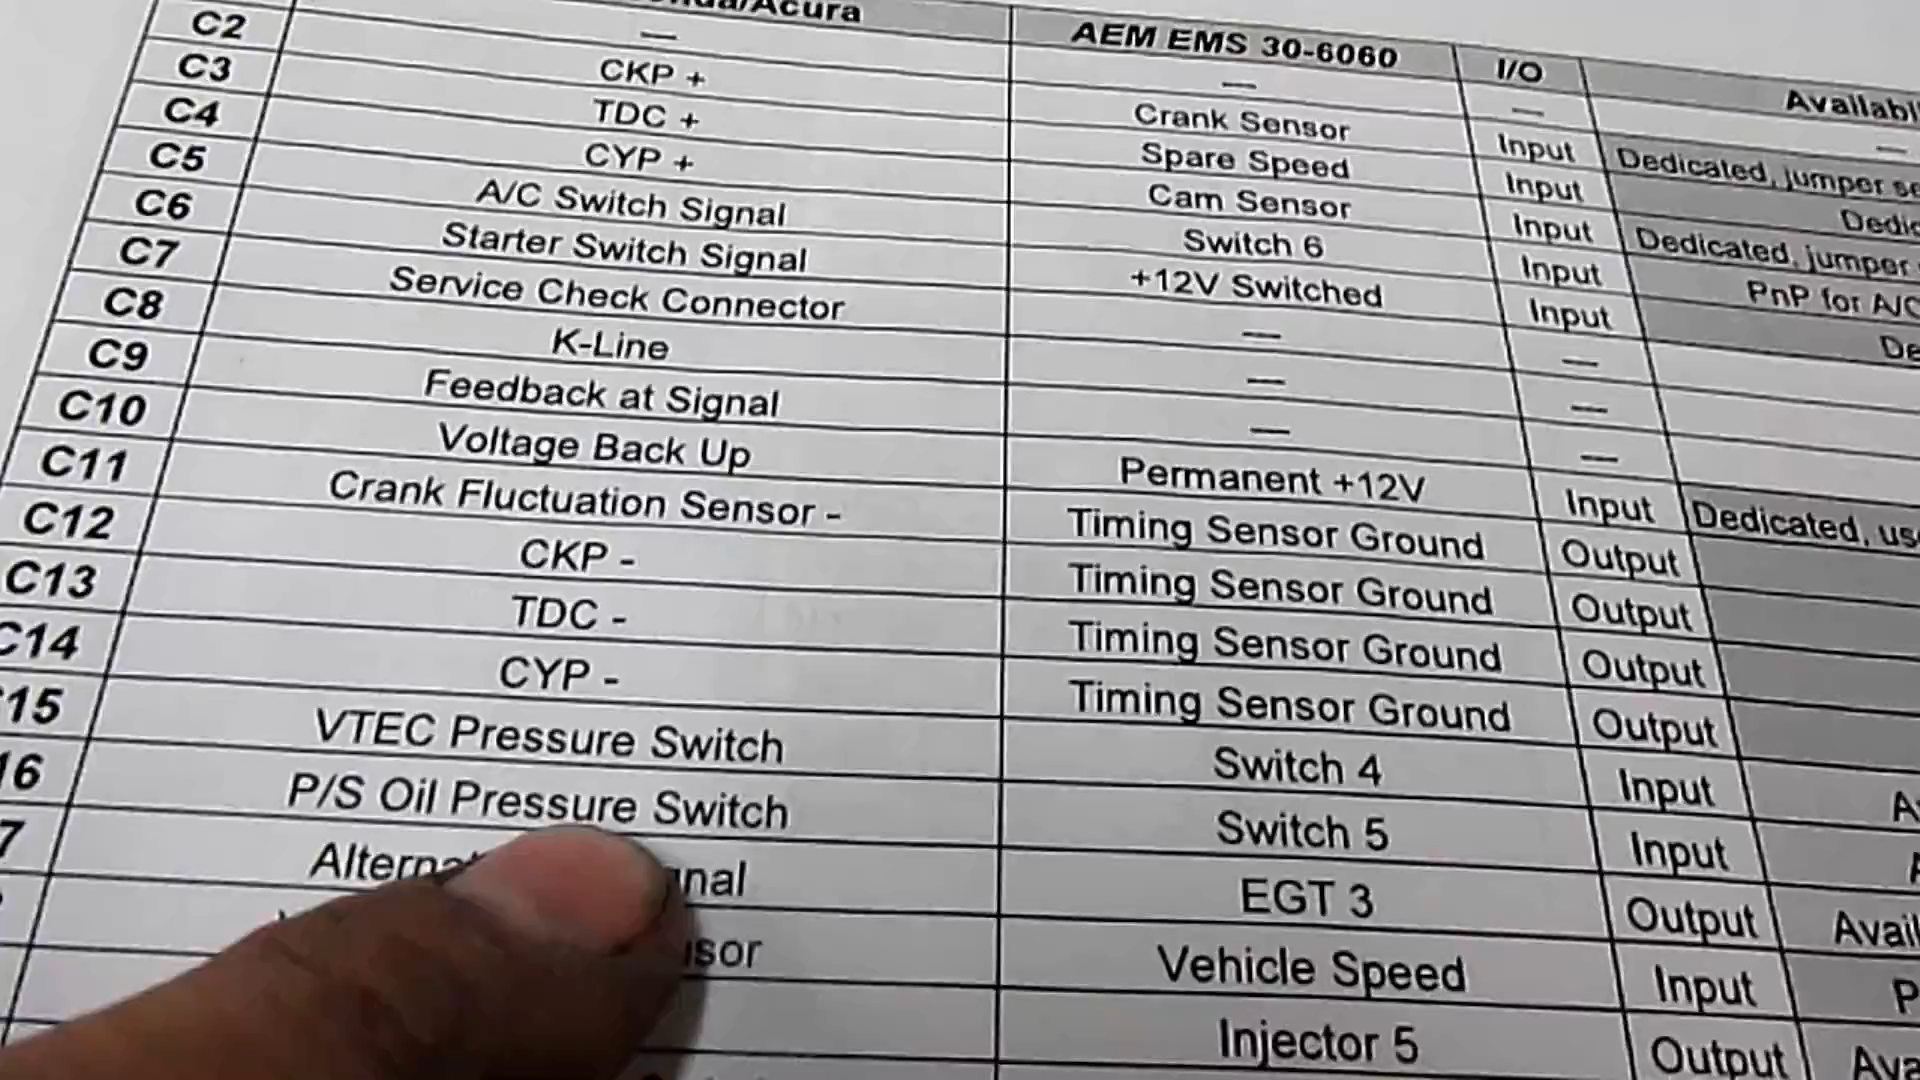 Acura AEM EMS 30-6060 I/O Availabl
C2 — — — —
C3 CKP + Crank Sensor Input Dedicated, jumper se
C4 TDC + Spare Speed Input Dedic
C5 CYP + Cam Sensor Input Dedicated, jumper
C6 A/C Switch Signal Switch 6 Input PnP for A/C
C7 Starter Switch Signal +12V Switched Input De
C8 Service Check Connector — —
C9 K-Line — —
C10 Feedback at Signal — —
C11 Voltage Back Up Permanent +12V Input Dedicated, us
C12 Crank Fluctuation Sensor - Timing Sensor Ground Output
C13 CKP - Timing Sensor Ground Output
C14 TDC - Timing Sensor Ground Output
15 CYP - Timing Sensor Ground Output
16 VTEC Pressure Switch Switch 4 Input A
7 P/S Oil Pressure Switch Switch 5 Input
Alterna nal EGT 3 Output Avail
sor Vehicle Speed Input P
Injector 5 Output Ava